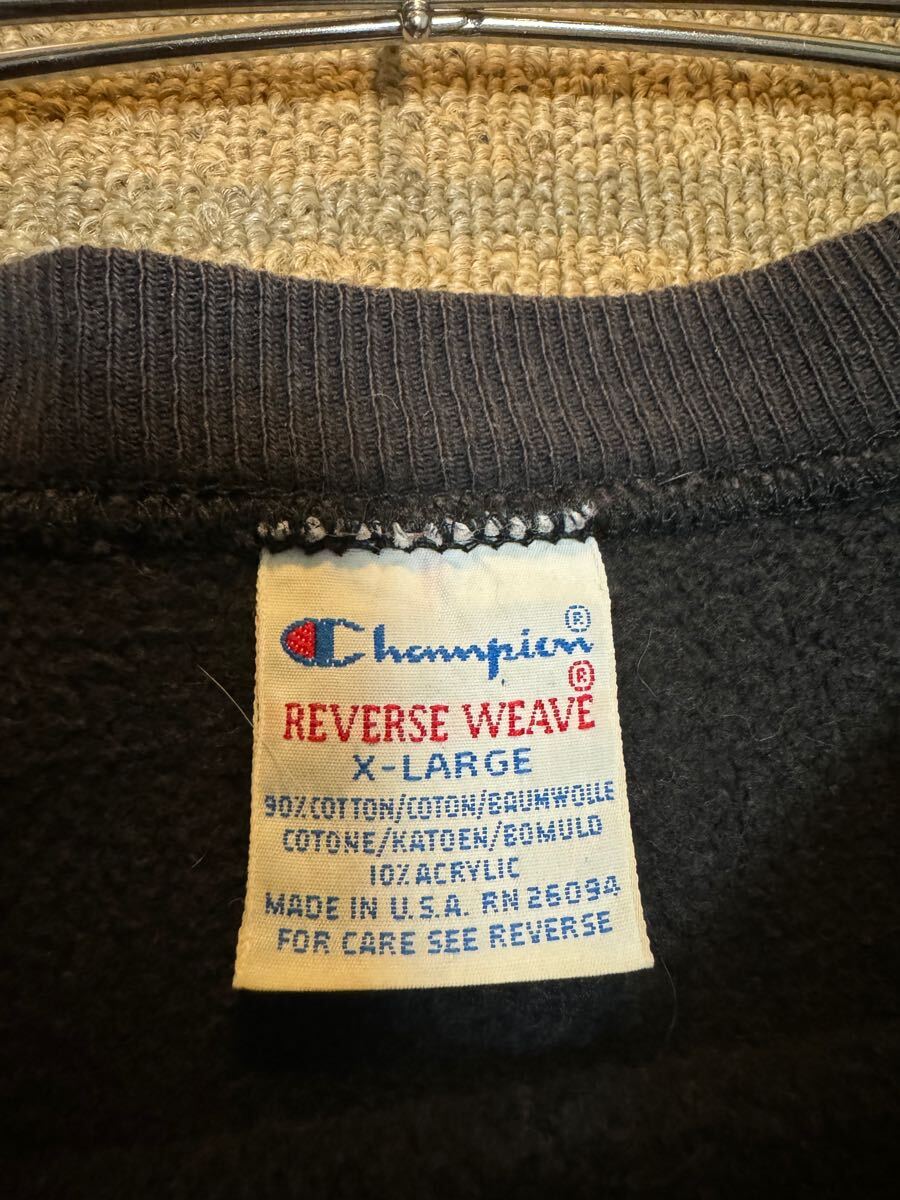 Champion®
REVERSE WEAVE®
X-LARGE
90% COTTON/COTON/BAUMWOLLE
COTONE/KATOEN/BOMULD
10% ACRYLIC
MADE IN U.S.A. RN 26094
FOR CARE SEE REVERSE